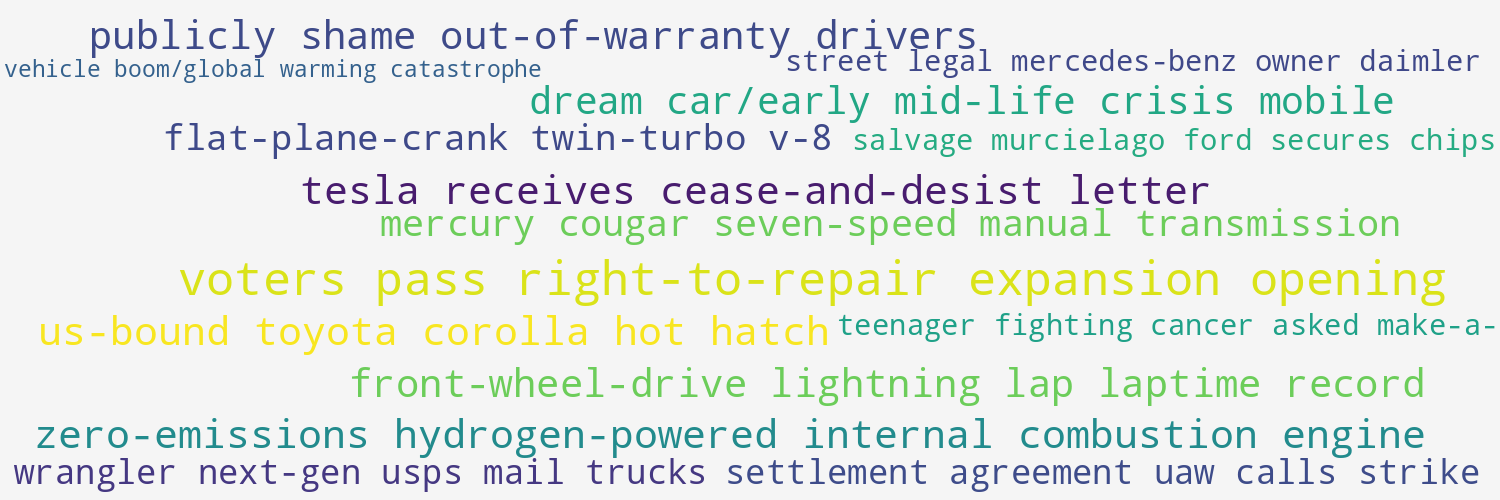 publicly shame out-of-warranty drivers
street legal mercedes-benz owner daimler
vehicle boom/global warming catastrophe
dream car/early mid-life crisis mobile
flat-plane-crank twin-turbo v-8
salvage murcielago ford secures chips
tesla receives cease-and-desist letter
mercury cougar seven-speed manual transmission
voters pass right-to-repair expansion opening
us-bound toyota corolla hot hatch
teenager fighting cancer asked make-a-
front-wheel-drive lightning lap laptime record
zero-emissions hydrogen-powered internal combustion engine
wrangler next-gen usps mail trucks
settlement agreement uaw calls strike